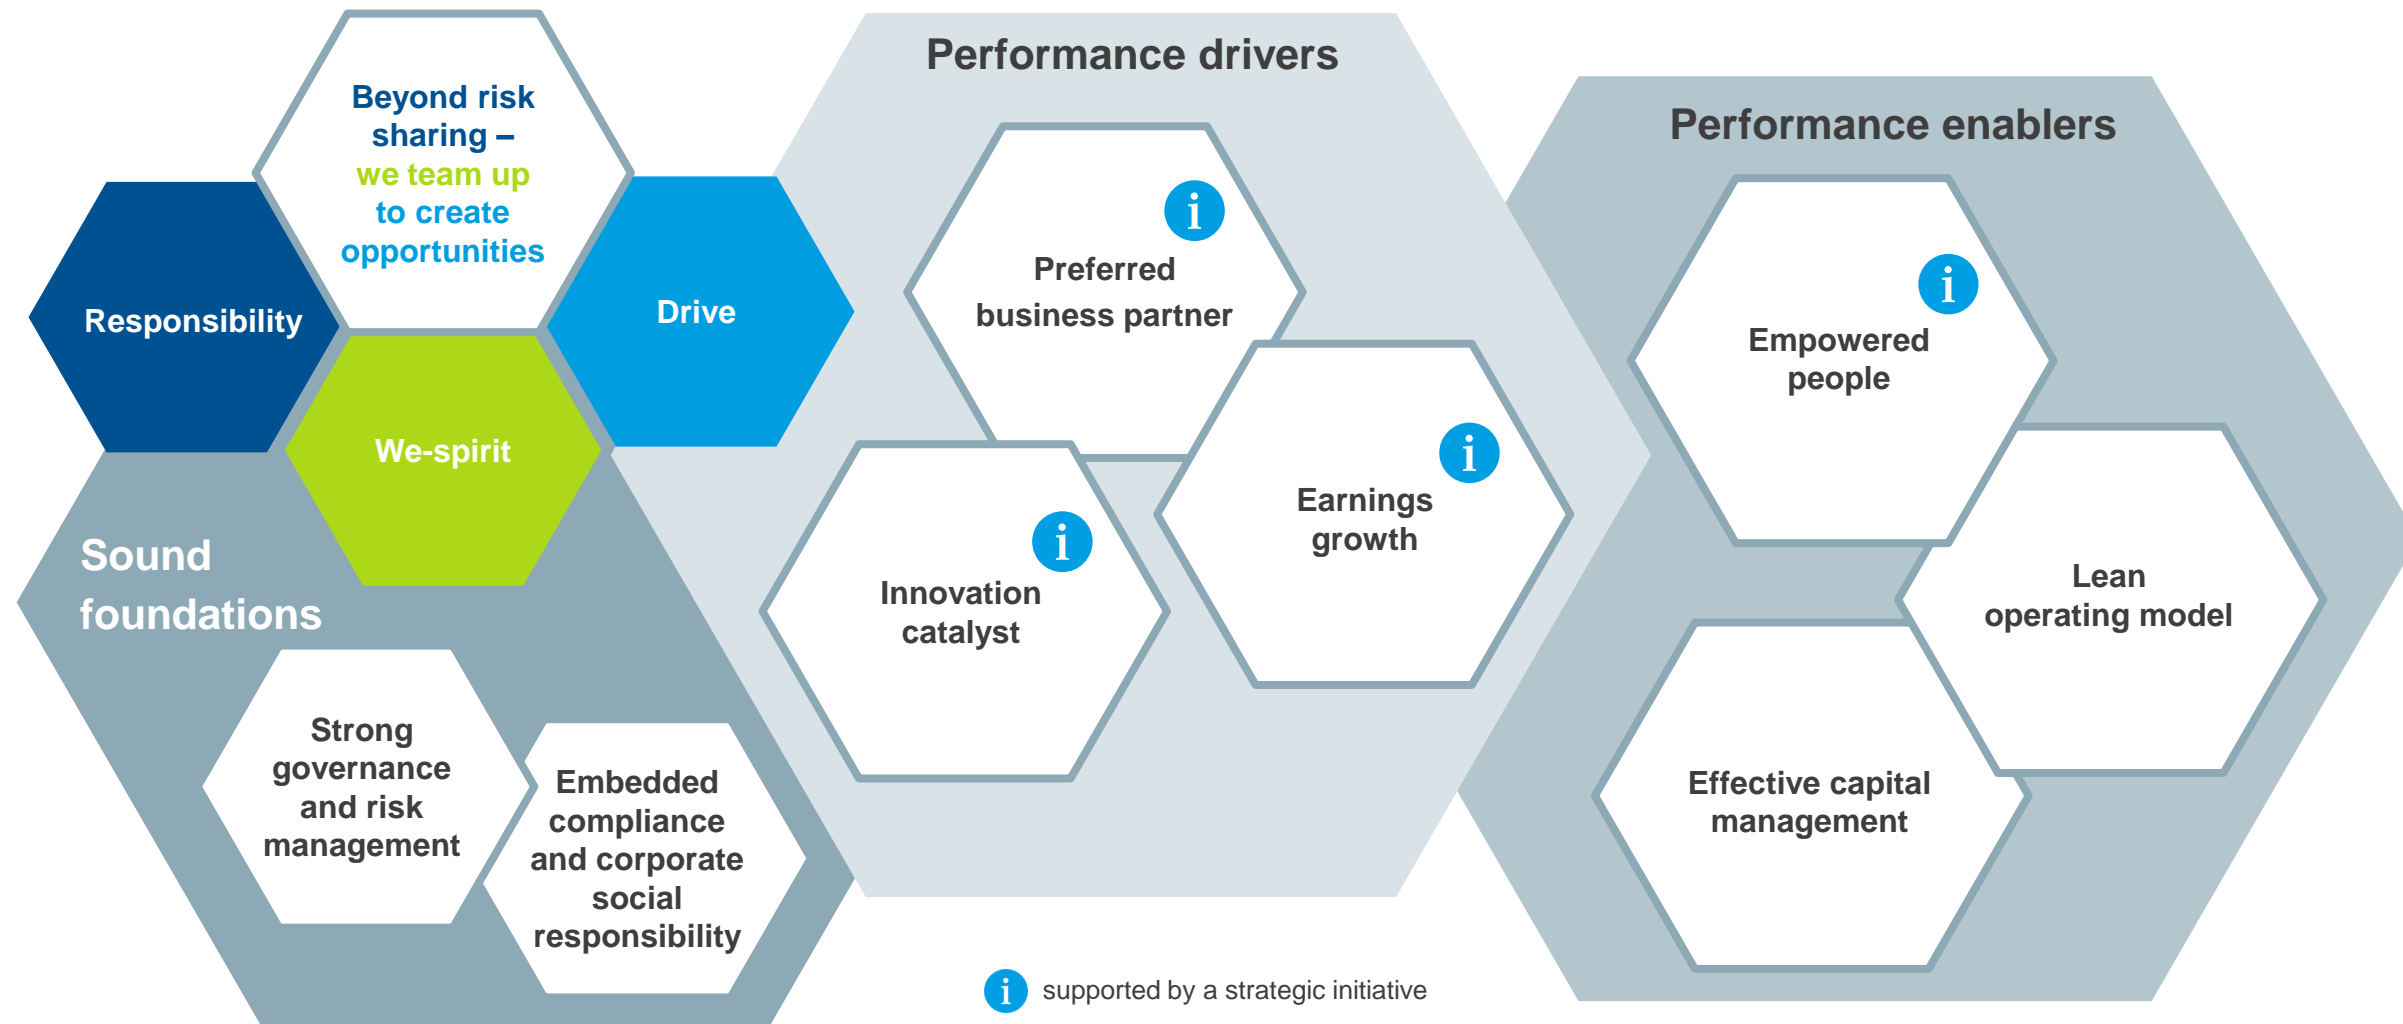 Beyond risk
sharing –
we team up
to create
opportunities
Responsibility
Drive
We-spirit
Sound
foundations
Strong
governance
and risk
management
Embedded
compliance
and corporate
social
responsibility
Performance drivers
i
Preferred
business partner
i
Earnings
growth
i
Innovation
catalyst
Performance enablers
i
Empowered
people
Lean
operating model
Effective capital
management
i supported by a strategic initiative